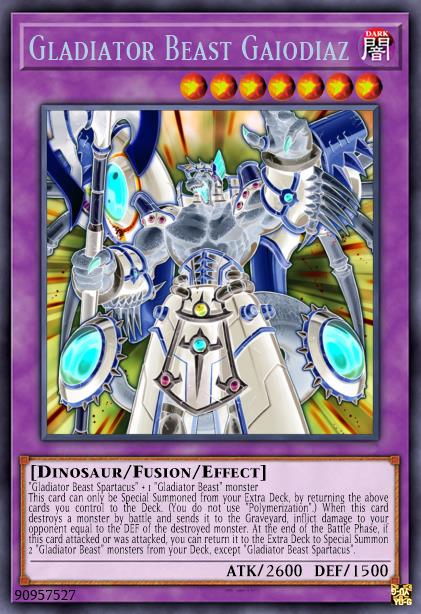 Gladiator Beast Gaiodiaz
DARK
闇
[Dinosaur/Fusion/Effect]
"Gladiator Beast Spartacus" + 1 "Gladiator Beast" monster
This card can only be Special Summoned from your Extra Deck, by returning the above
cards you control to the Deck. (You do not use "Polymerization".) When this card
destroys a monster by battle and sends it to the Graveyard, inflict damage to your
opponent equal to the DEF of the destroyed monster. At the end of the Battle Phase, if
this card attacked or was attacked, you can return it to the Extra Deck to Special Summon
2 "Gladiator Beast" monsters from your Deck, except "Gladiator Beast Spartacus".
ATK/2600 DEF/1500
90957527